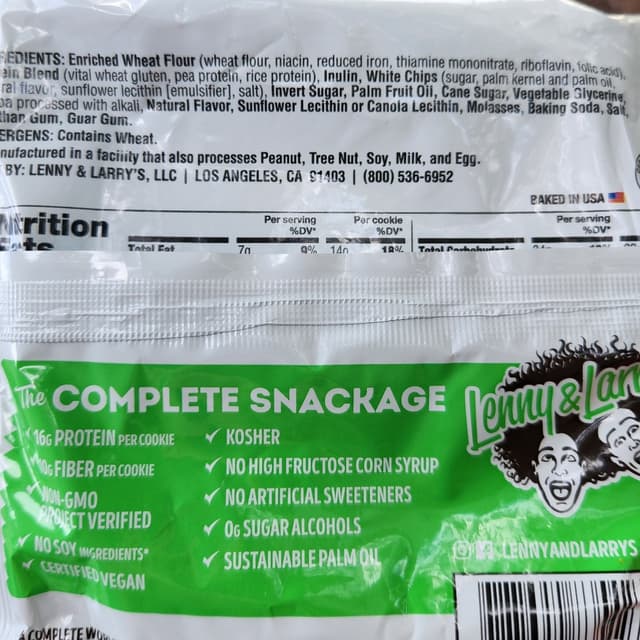 REDIENTS: Enriched Wheat Flour (wheat flour, niacin, reduced iron, thiamine mononitrate, riboflavin, folic acid),
ein Blend (vital wheat gluten, pea protein, rice protein), Inulin, White Chips (sugar, palm kernel and palm oil,
ral flavor, sunflower lecithin [emulsifier], salt), Invert Sugar, Palm Fruit Oil, Cane Sugar, Vegetable Glycerine,
oa processed with alkali, Natural Flavor, Sunflower Lecithin or Canola Lecithin, Molasses, Baking Soda, Salt,
than Gum, Guar Gum.
ERGENS: Contains Wheat.
nufactured in a facility that also processes Peanut, Tree Nut, Soy, Milk, and Egg.
BY: LENNY & LARRY'S, LLC | LOS ANGELES, CA 91403 | (800) 536-6952
BAKED IN USA
Nutrition
Per serving Per cookie Per serving
%DV* %DV* %DV*
Total Fat 7g 9% 14g 18% Total Carbohydrate
The COMPLETE SNACKAGE
Lenny & Larr
16G PROTEIN PER COOKIE
10G FIBER PER COOKIE
NON-GMO
PROJECT VERIFIED
NO SOY INGREDIENTS*
CERTIFIED VEGAN
KOSHER
NO HIGH FRUCTOSE CORN SYRUP
NO ARTIFICIAL SWEETENERS
0G SUGAR ALCOHOLS
SUSTAINABLE PALM OIL
LENNYANDLARRYS
COMPLETE